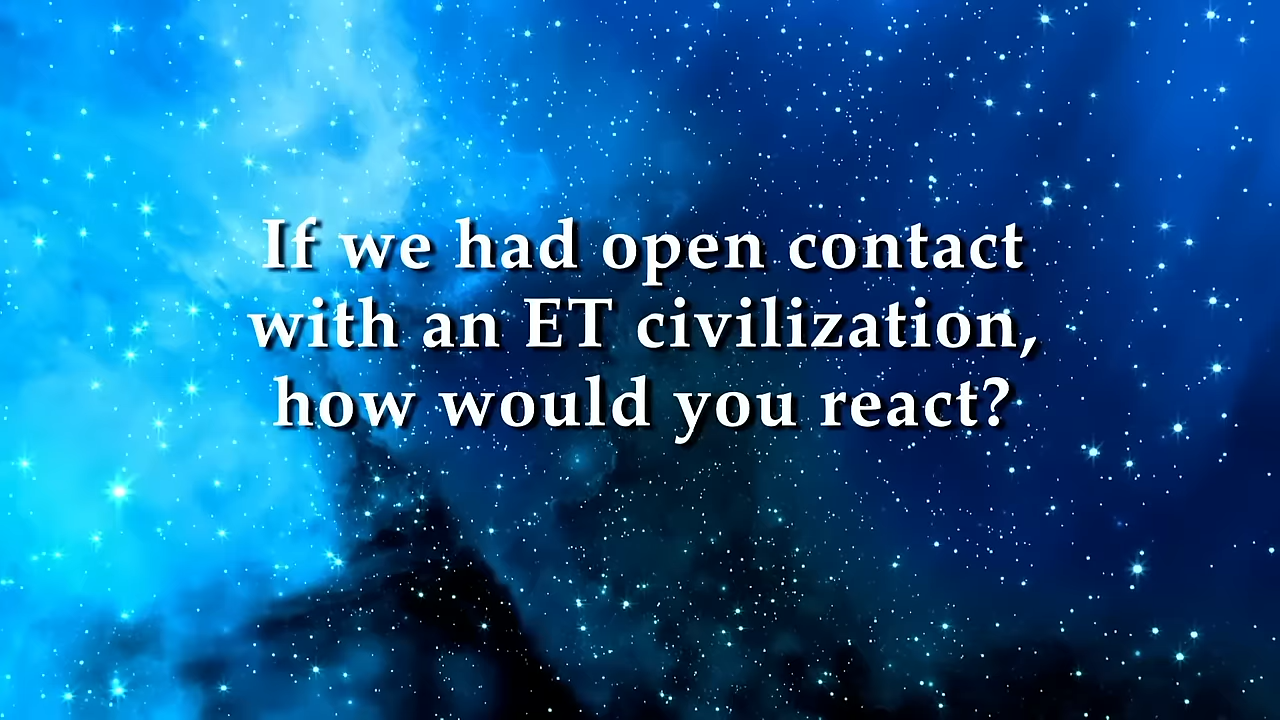 If we had open contact
with an ET civilization,
how would you react?